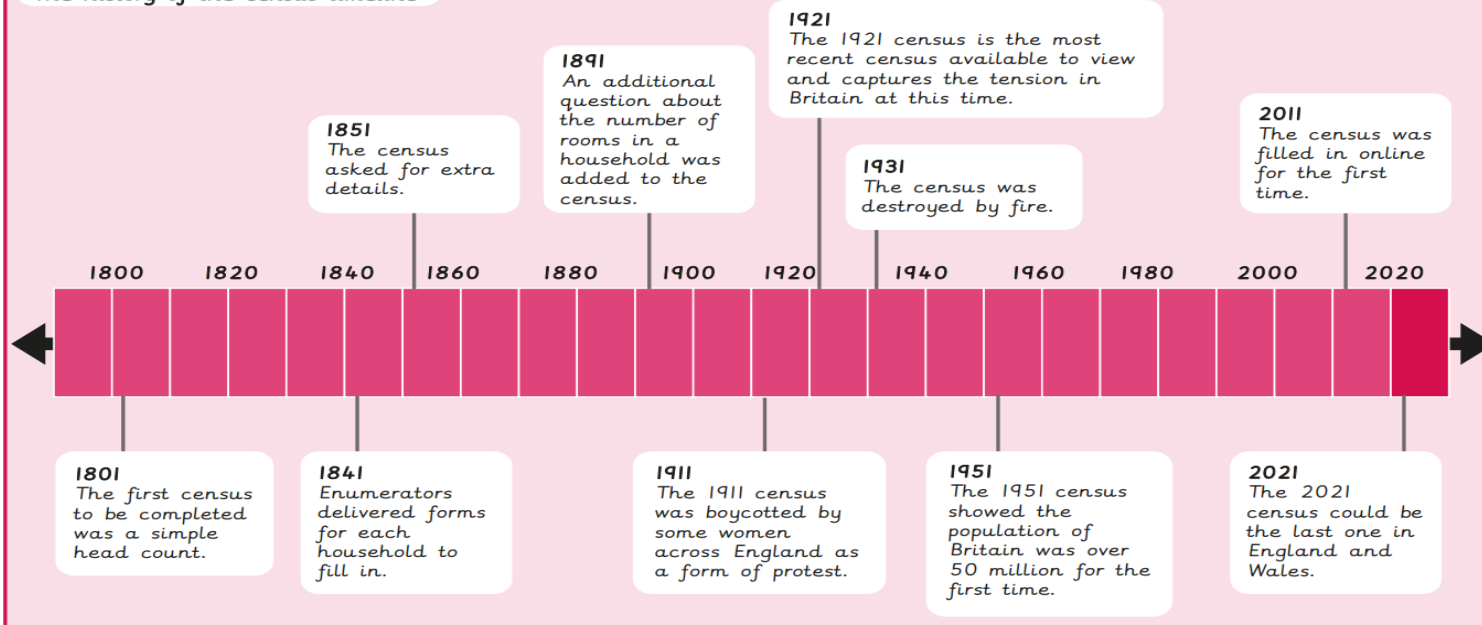 The history of the census timeline
1921
The 1921 census is the most
recent census available to view
and captures the tension in
Britain at this time.
1891
An additional
question about
the number of
rooms in a
household was
added to the
census.
2011
The census was
filled in online
for the first
time.
1851
The census
asked for extra
details.
1931
The census was
destroyed by fire.
1800 1820 1840 1860 1880 1900 1920 1940 1960 1980 2000 2020
1801
The first census
to be completed
was a simple
head count.
1841
Enumerators
delivered forms
for each
household to
fill in.
1911
The 1911 census
was boycotted by
some women
across England as
a form of protest.
1951
The 1951 census
showed the
population of
Britain was over
50 million for the
first time.
2021
The 2021
census could be
the last one in
England and
Wales.